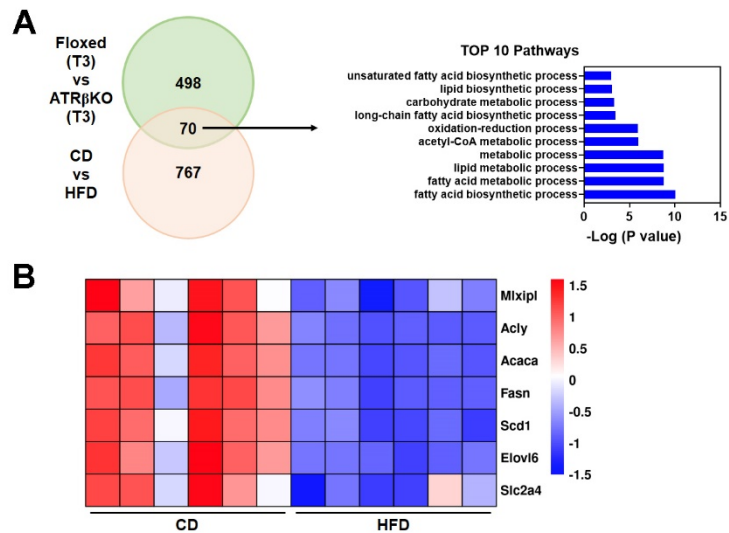 A
Floxed
(T3)
vs
ATRβKO
(T3)
CD
vs
HFD
498
70
767
TOP 10 Pathways
unsaturated fatty acid biosynthetic process
lipid biosynthetic process
carbohydrate metabolic process
long-chain fatty acid biosynthetic process
oxidation-reduction process
acetyl-CoA metabolic process
metabolic process
lipid metabolic process
fatty acid metabolic process
fatty acid biosynthetic process
0 5 10 15
-Log (P value)
B
Mlxipl
Acly
Acaca
Fasn
Scd1
Elovl6
Slc2a4
1.5
1
0.5
0
-0.5
-1
-1.5
CD HFD